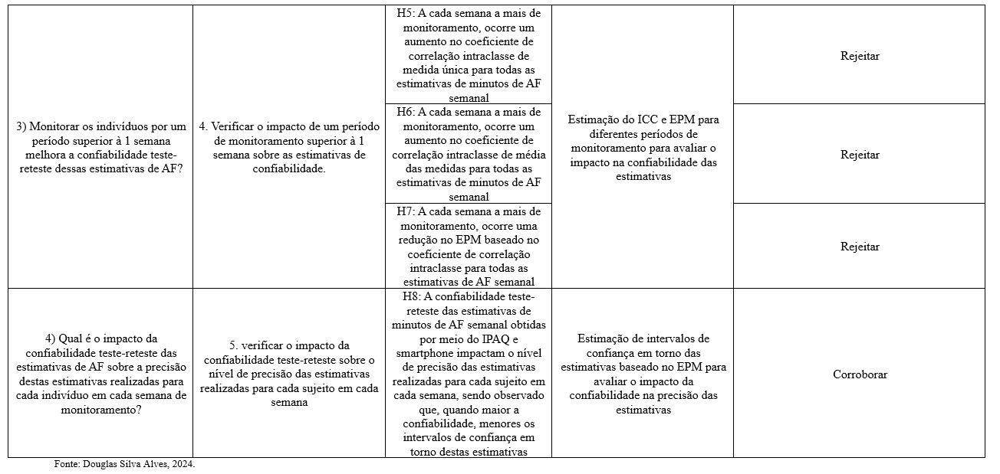 3) Monitorar os indivíduos por um
período superior à 1 semana
melhora a confiabilidade teste-
reteste dessas estimativas de AF?
4. Verificar o impacto de um período
de monitoramento superior à 1
semana sobre as estimativas de
confiabilidade.
H5: A cada semana a mais de
monitoramento, ocorre um
aumento no coeficiente de
correlação intraclasse de
medida única para todas as
estimativas de minutos de AF
semanal
H6: A cada semana a mais de
monitoramento, ocorre um
aumento no coeficiente de
correlação intraclasse de média
das medidas para todas as
estimativas de minutos de AF
semanal
H7: A cada semana a mais de
monitoramento, ocorre uma
redução no EPM baseado no
coeficiente de correlação
intraclasse para todas as
estimativas de AF semanal
Estimação do ICC e EPM para
diferentes períodos de
monitoramento para avaliar o
impacto na confiabilidade das
estimativas
Rejeitar
Rejeitar
Rejeitar
4) Qual é o impacto da
confiabilidade teste-reteste das
estimativas de AF sobre a precisão
destas estimativas realizadas para
cada indivíduo em cada semana de
monitoramento?
5. verificar o impacto da
confiabilidade teste-reteste sobre o
nível de precisão das estimativas
realizadas para cada sujeito em cada
semana
H8: A confiabilidade teste-
reteste das estimativas de
minutos de AF semanal obtidas
por meio do IPAQ e
smartphone impactam o nível
de precisão das estimativas
realizadas para cada sujeito em
cada semana, sendo observado
que, quando maior a
confiabilidade, menores os
intervalos de confiança em
torno destas estimativas
Estimação de intervalos de
confiança em torno das
estimativas baseado no EPM para
avaliar o impacto da
confiabilidade na precisão das
estimativas
Corroborar
Fonte: Douglas Silva Alves, 2024.